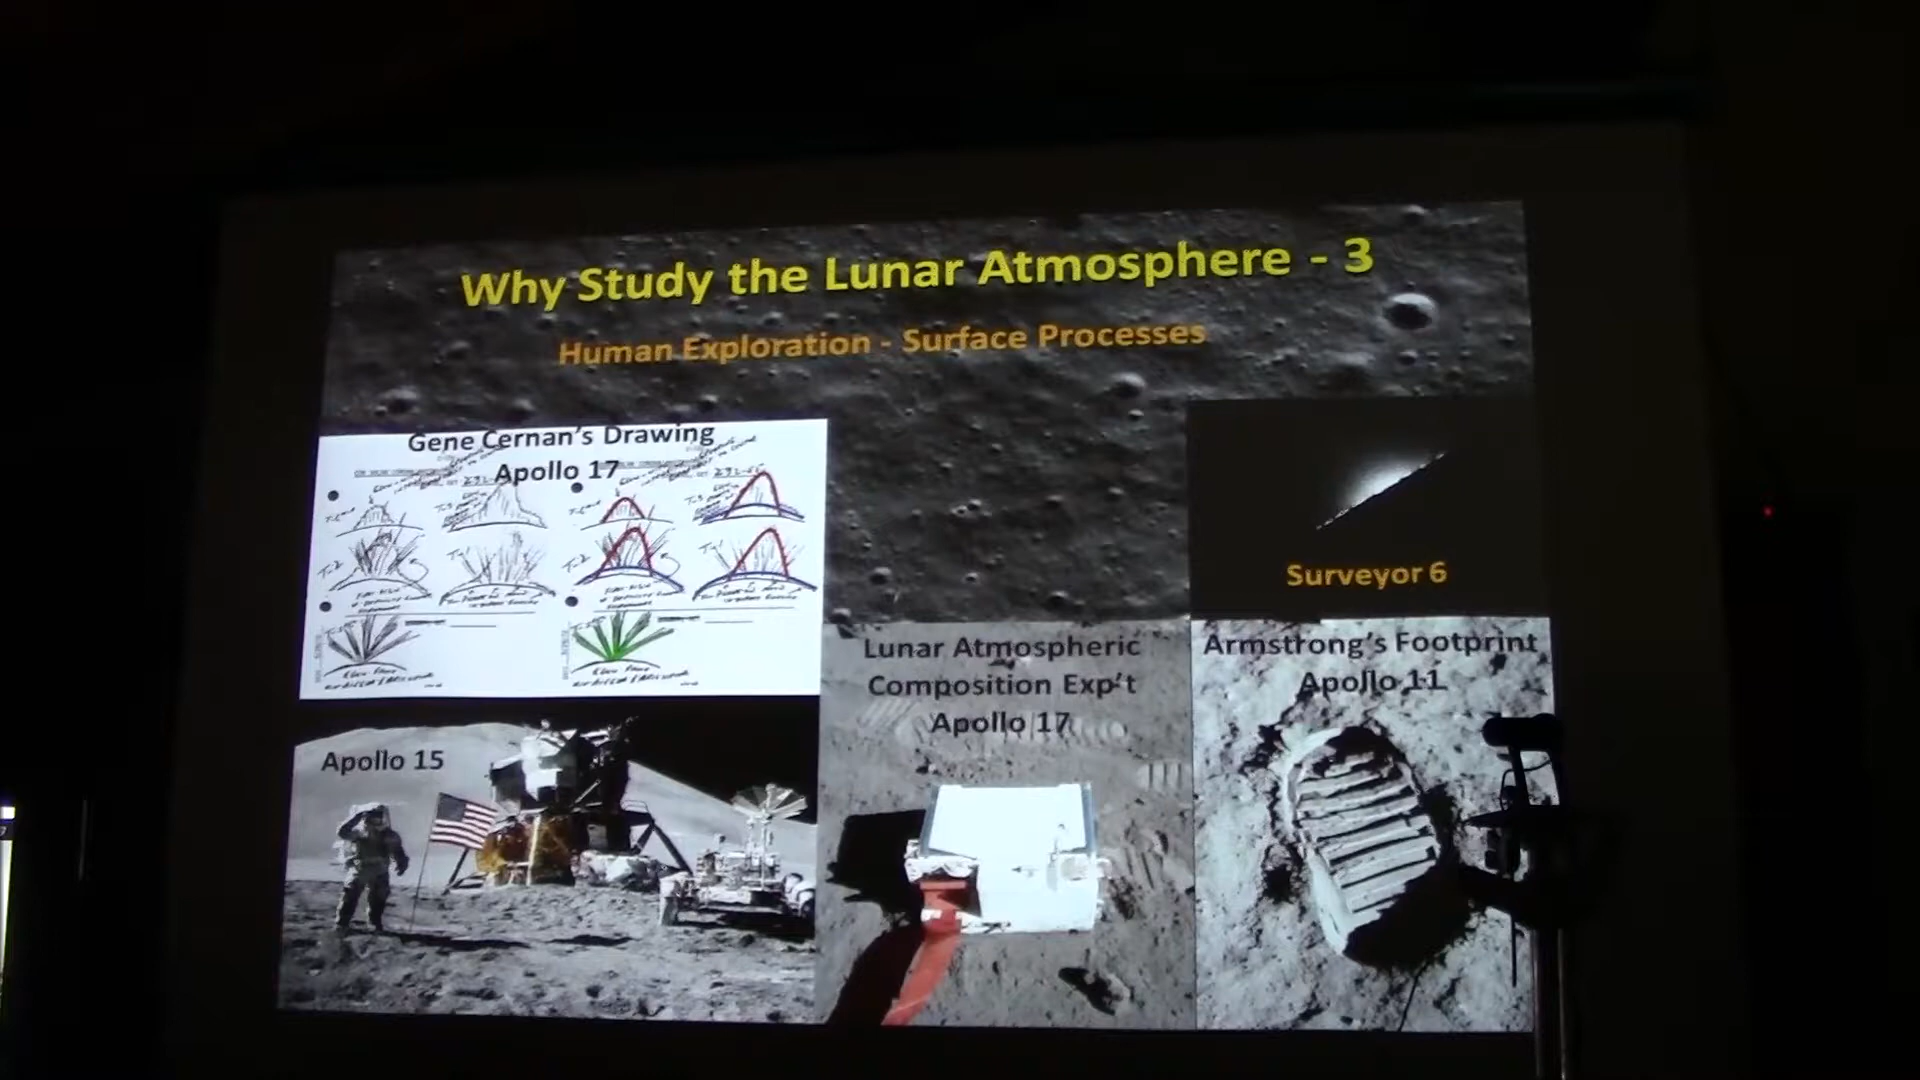 Why Study the Lunar Atmosphere - 3
Human Exploration - Surface Processes
Gene Cernan's Drawing
Apollo 17
Surveyor 6
Lunar Atmospheric
Composition Exp't
Apollo 17
Armstrong's Footprint
Apollo 11
Apollo 15